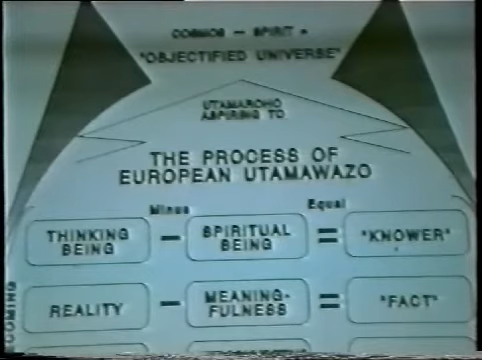 COSMOS — SPIRIT =
"OBJECTIFIED UNIVERSE"
UTAMAROHO
ASPIRING TO
THE PROCESS OF
EUROPEAN UTAMAWAZO
Minus Equal
THINKING BEING — SPIRITUAL BEING = "KNOWER"
REALITY — MEANING-FULNESS = "FACT"
OMING